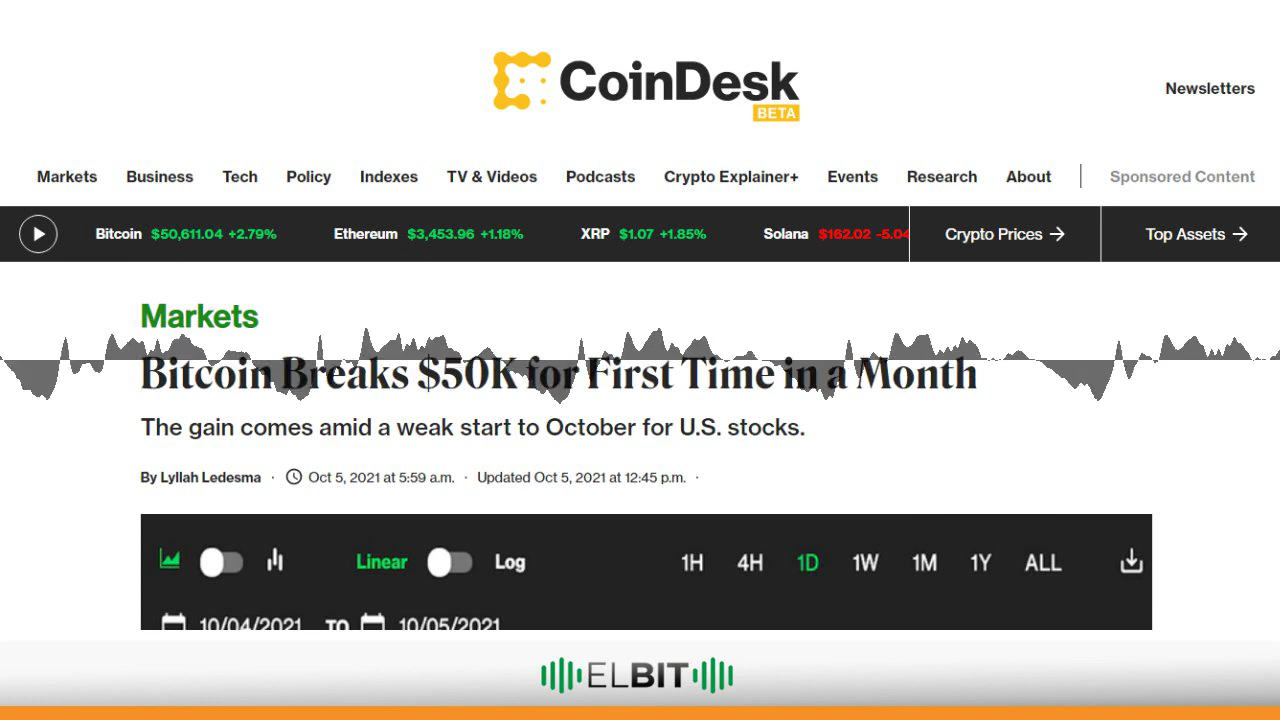 CoinDesk
BETA
Newsletters
Markets Business Tech Policy Indexes TV & Videos Podcasts Crypto Explainer+ Events Research About Sponsored Content
Bitcoin $50,611.04 +2.79% Ethereum $3,453.96 +1.18% XRP $1.07 +1.85% Solana $162.02 -5.04 Crypto Prices → Top Assets →
Markets
Bitcoin Breaks $50K for First Time in a Month
The gain comes amid a weak start to October for U.S. stocks.
By Lyllah Ledesma · Oct 5, 2021 at 5:59 a.m. · Updated Oct 5, 2021 at 12:45 p.m. ·
Linear Log 1H 4H 1D 1W 1M 1Y ALL
10/04/2021 TO 10/05/2021
ELBIT